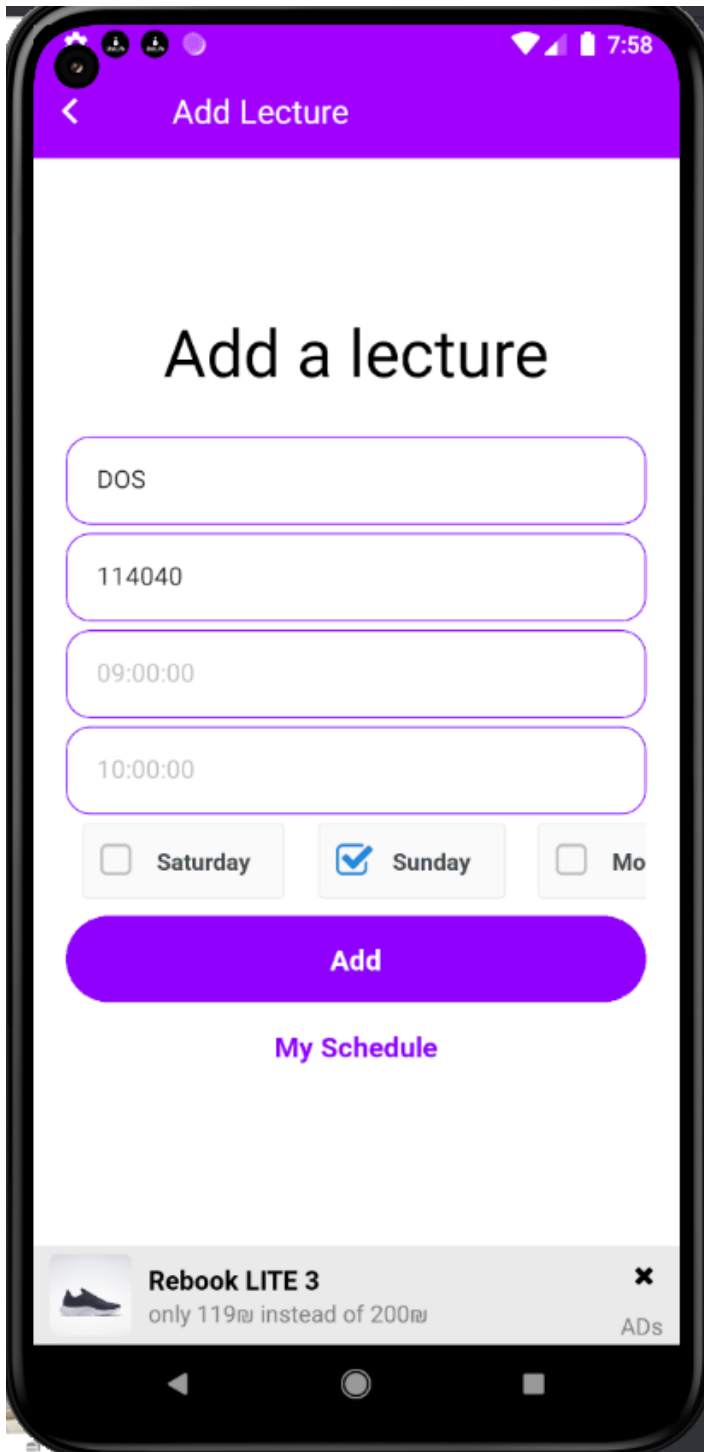 7:58
Add Lecture
Add a lecture
DOS
114040
09:00:00
10:00:00
Saturday Sunday Mo
Add
My Schedule
Rebook LITE 3
only 119₪ instead of 200₪
ADs